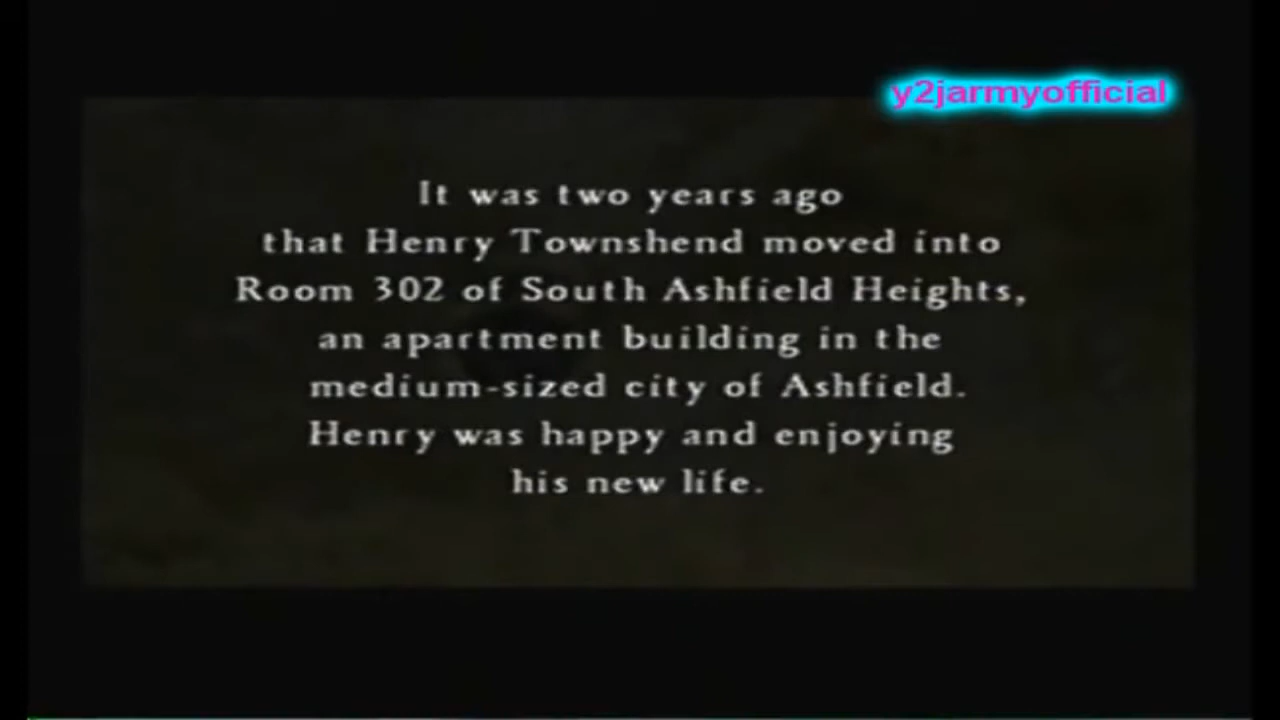 y2jarmyofficial
It was two years ago
that Henry Townshend moved into
Room 302 of South Ashfield Heights,
an apartment building in the
medium-sized city of Ashfield.
Henry was happy and enjoying
his new life.